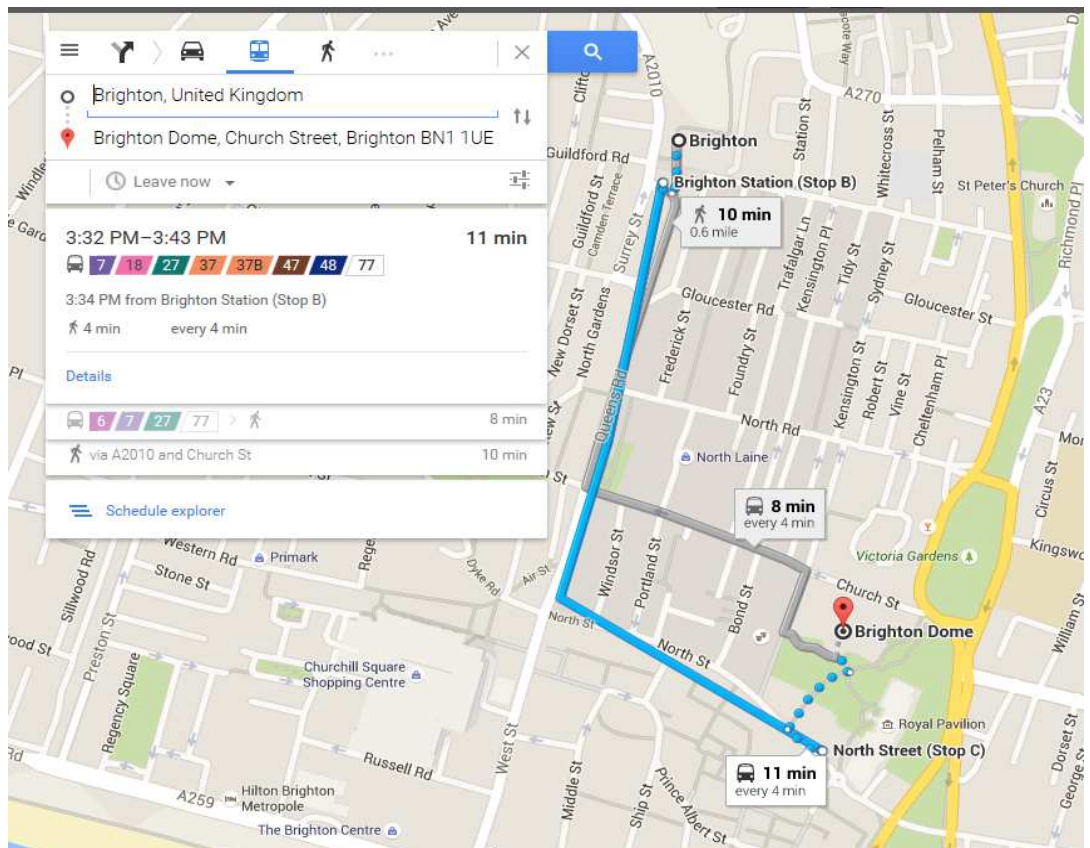 Brighton, United Kingdom
Brighton Dome, Church Street, Brighton BN1 1UE
Leave now
3:32 PM–3:43 PM 11 min
7 18 27 37 37B 47 48 77
3:34 PM from Brighton Station (Stop B)
4 min every 4 min
Details
6 7 27 77 8 min
via A2010 and Church St 10 min
Schedule explorer
A2010
A270
Station St
Whitecross St
Pelham St
Guildford Rd
Brighton
Brighton Station (Stop B)
St Peter's Church
Richmond Pl
10 min
0.6 mile
Guildford St
Camden Terrace
Surrey St
Trafalgar Ln
Kensington Pl
Tidy St
Sydney St
Gloucester Rd
Gloucester St
New Dorset St
North Gardens
Frederick St
Foundry St
Kensington St
Robert St
Vine St
Cheltenham Pl
A23
Queens Rd
North Rd
North Laine
Circus St
8 min
every 4 min
Western Rd
Primark
Stone St
Sillwood Rd
Preston St
Dyke Rd
Air St
Windsor St
Portland St
Bond St
Victoria Gardens
Church St
William St
North St
Brighton Dome
North St
Churchill Square
Shopping Centre
Regency Square
Royal Pavilion
North Street (Stop C)
Russell Rd
West St
11 min
every 4 min
Middle St
Ship St
Prince Albert St
Dorset St
George St
A259
Hilton Brighton
Metropole
The Brighton Centre